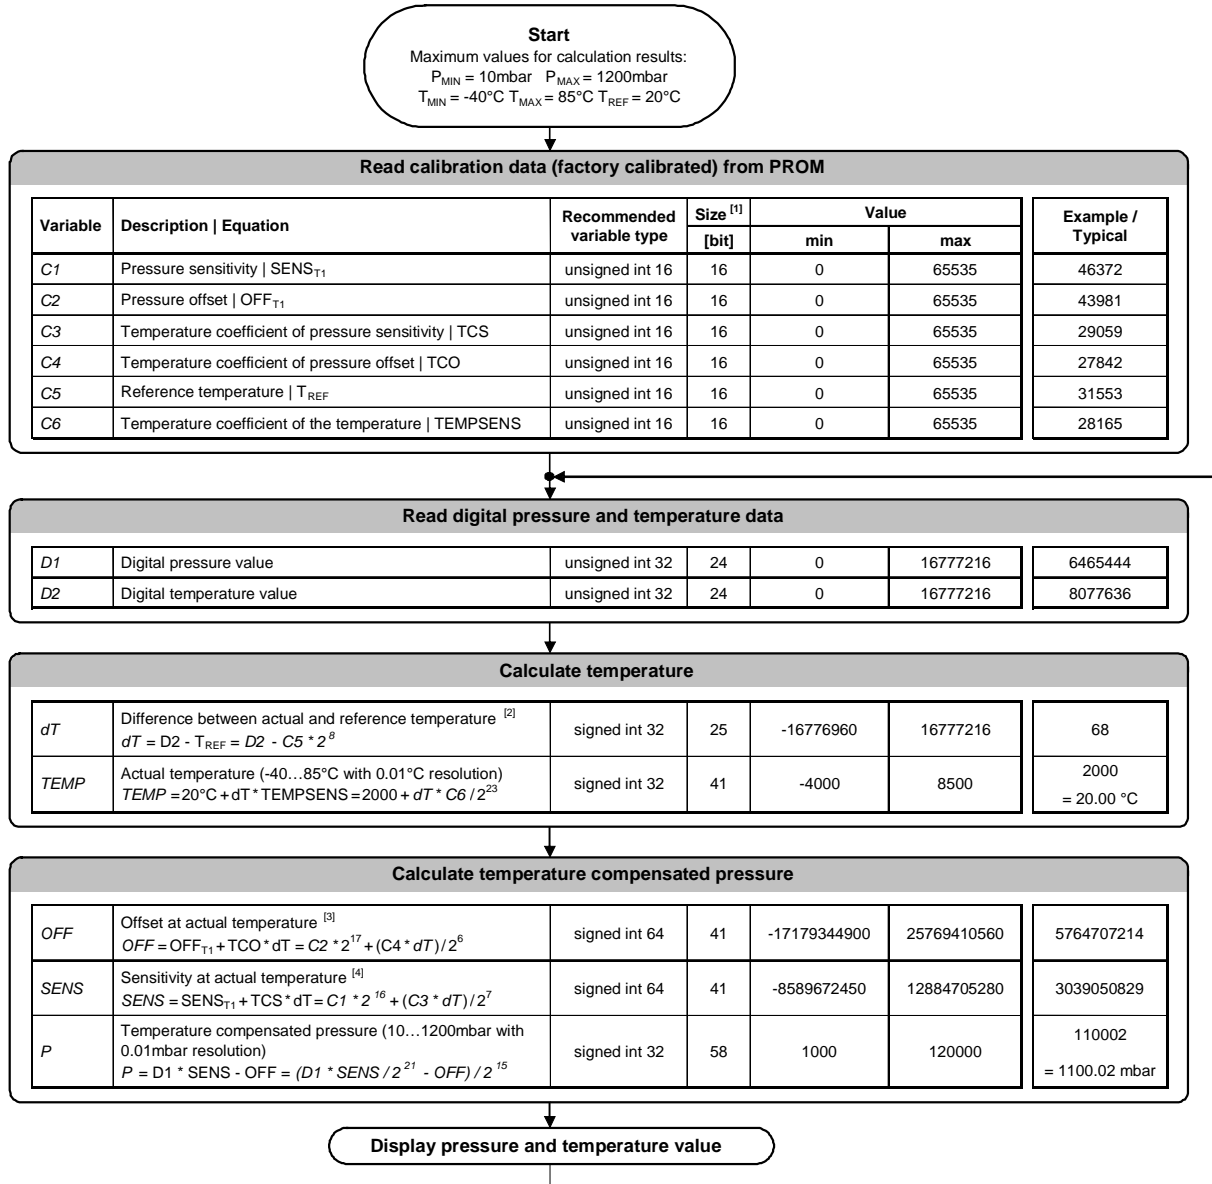 Start
Maximum values for calculation results:
P_MIN = 10mbar P_MAX = 1200mbar
T_MIN = -40°C T_MAX = 85°C T_REF = 20°C
Read calibration data (factory calibrated) from PROM
Variable Description | Equation Recommended variable type Size [1] [bit] Value min max Example / Typical
C1 Pressure sensitivity | SENS_T1 unsigned int 16 16 0 65535 46372
C2 Pressure offset | OFF_T1 unsigned int 16 16 0 65535 43981
C3 Temperature coefficient of pressure sensitivity | TCS unsigned int 16 16 0 65535 29059
C4 Temperature coefficient of pressure offset | TCO unsigned int 16 16 0 65535 27842
C5 Reference temperature | T_REF unsigned int 16 16 0 65535 31553
C6 Temperature coefficient of the temperature | TEMPSENS unsigned int 16 16 0 65535 28165
Read digital pressure and temperature data
D1 Digital pressure value unsigned int 32 24 0 16777216 6465444
D2 Digital temperature value unsigned int 32 24 0 16777216 8077636
Calculate temperature
dT Difference between actual and reference temperature [2]
dT = D2 - T_REF = D2 - C5 * 2^8 signed int 32 25 -16776960 16777216 68
TEMP Actual temperature (-40…85°C with 0.01°C resolution)
TEMP = 20°C + dT * TEMPSENS = 2000 + dT * C6 / 2^23 signed int 32 41 -4000 8500 2000
= 20.00 °C
Calculate temperature compensated pressure
OFF Offset at actual temperature [3]
OFF = OFF_T1 + TCO * dT = C2 * 2^17 + (C4 * dT) / 2^6 signed int 64 41 -17179344900 25769410560 5764707214
SENS Sensitivity at actual temperature [4]
SENS = SENS_T1 + TCS * dT = C1 * 2^16 + (C3 * dT) / 2^7 signed int 64 41 -8589672450 12884705280 3039050829
P Temperature compensated pressure (10…1200mbar with
0.01mbar resolution)
P = D1 * SENS - OFF = (D1 * SENS / 2^21 - OFF) / 2^15 signed int 32 58 1000 120000 110002
= 1100.02 mbar
Display pressure and temperature value